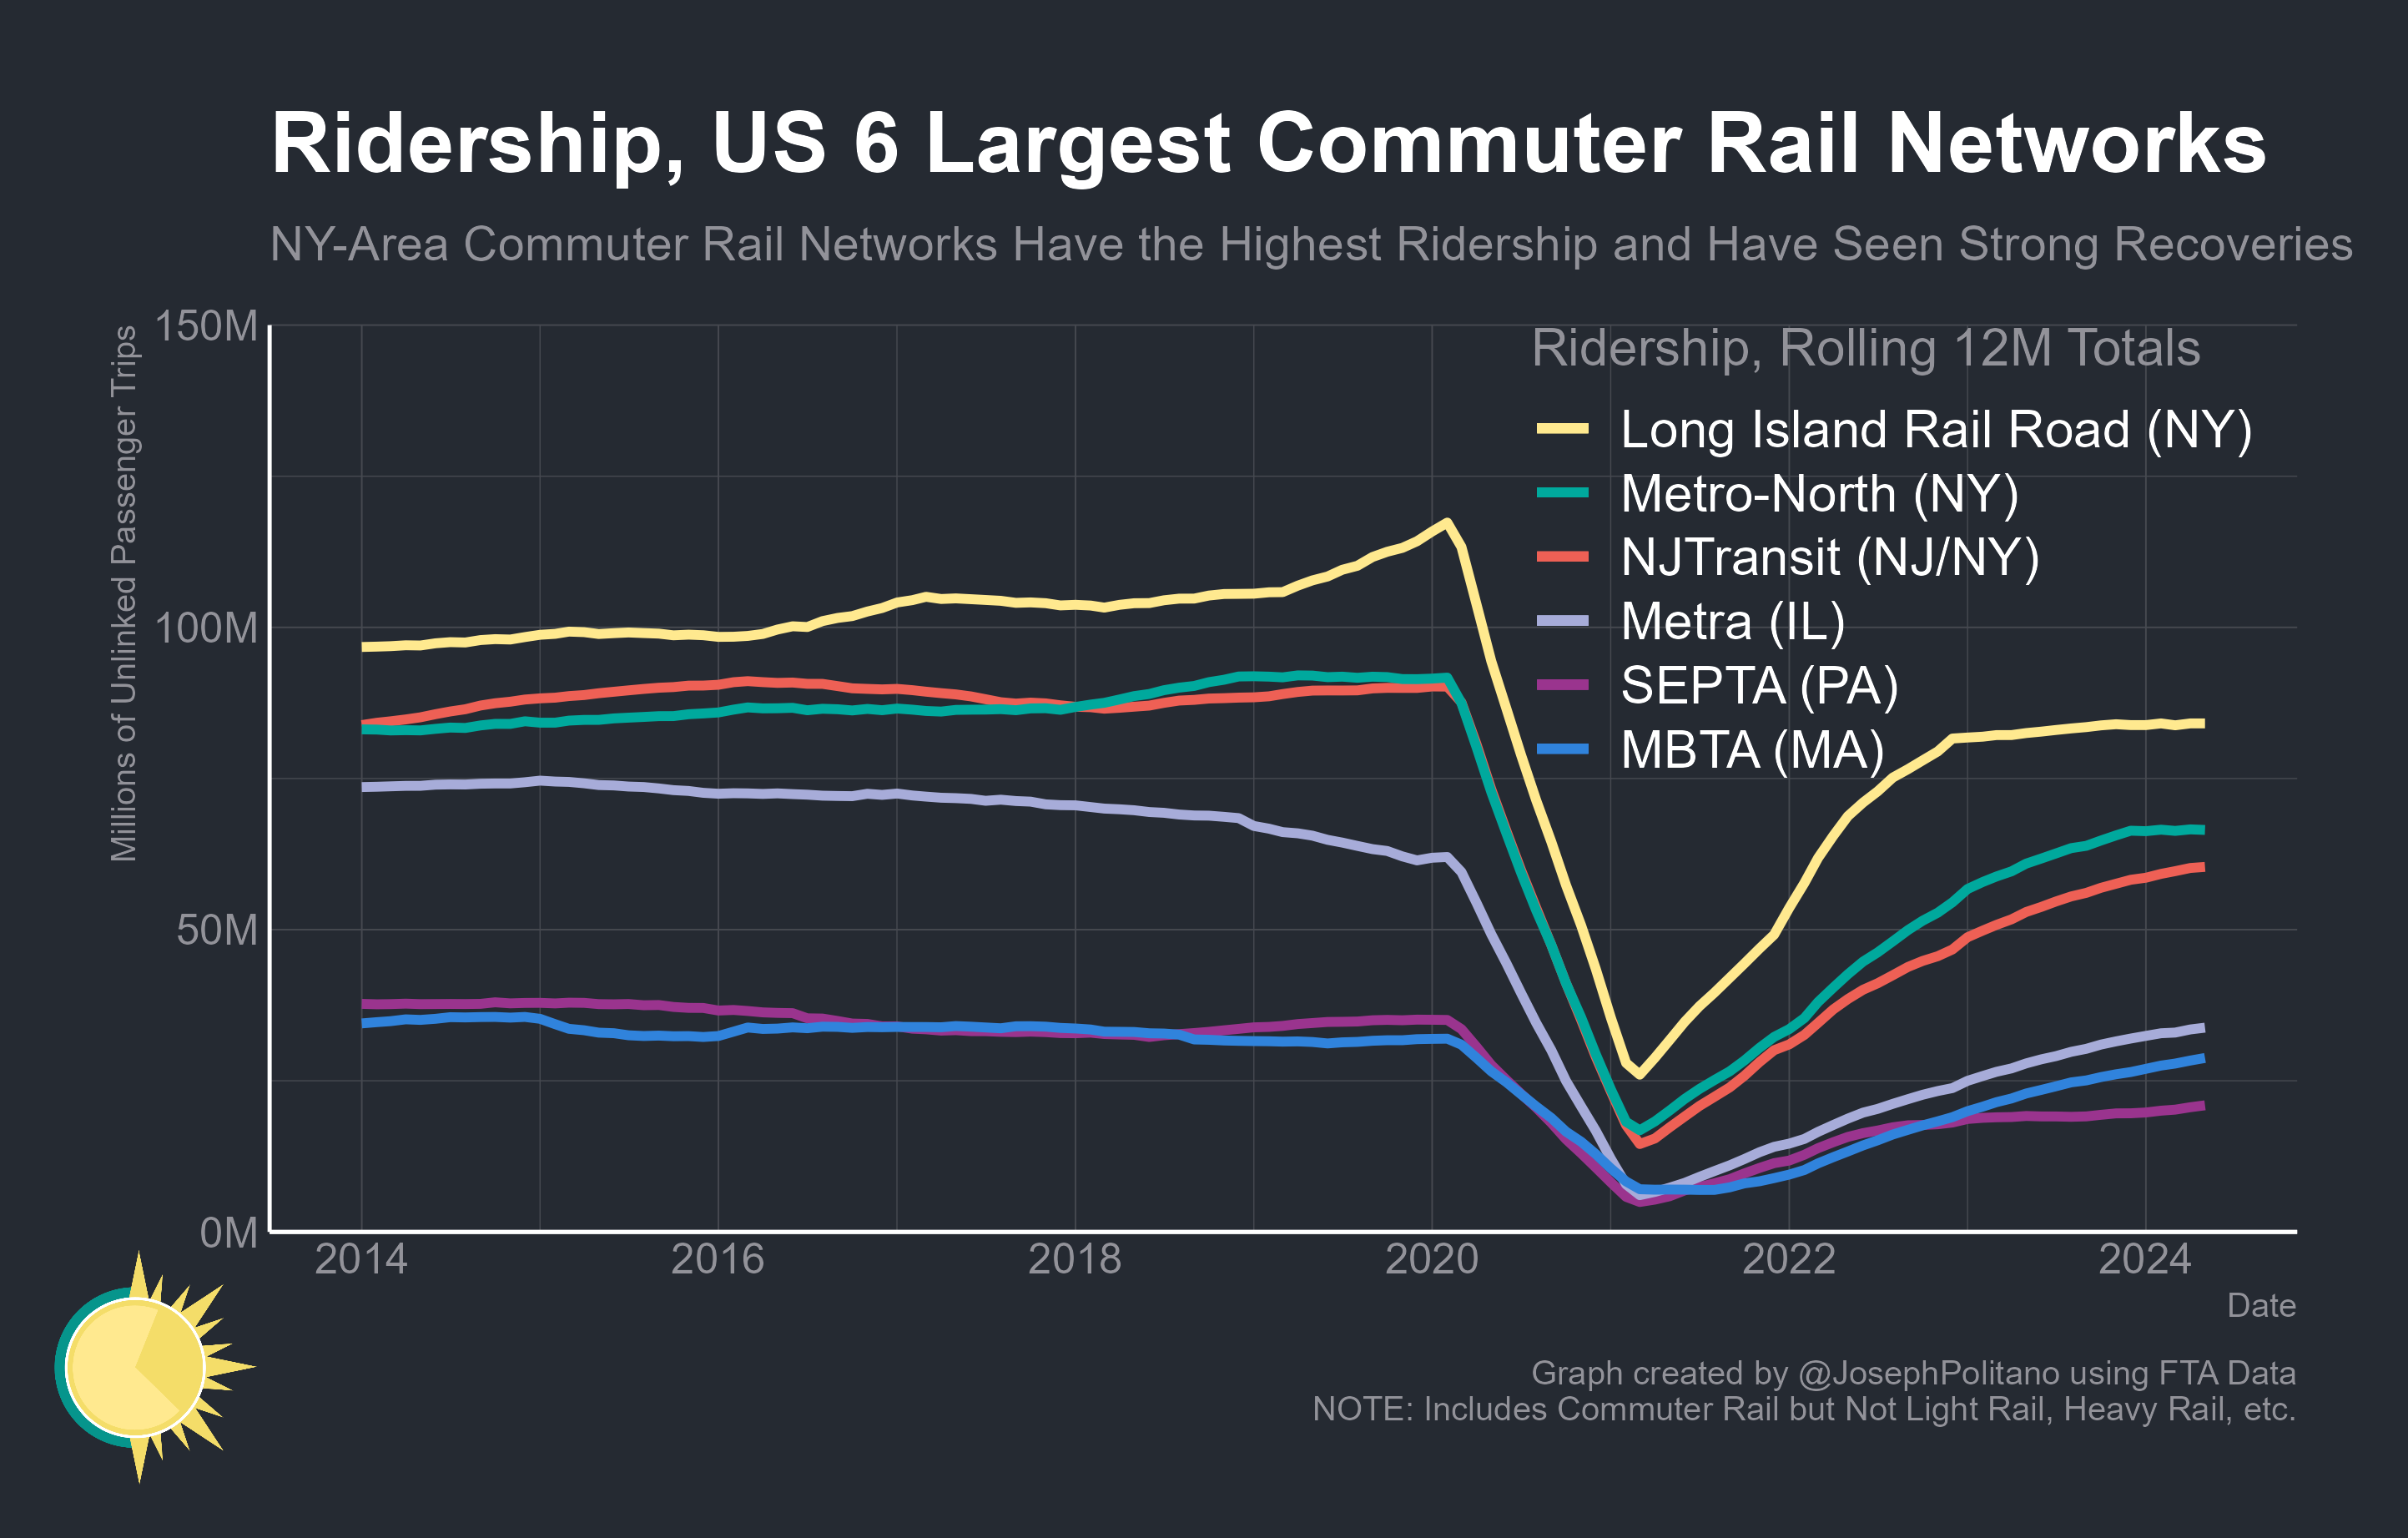 Ridership, US 6 Largest Commuter Rail Networks
NY-Area Commuter Rail Networks Have the Highest Ridership and Have Seen Strong Recoveries
Millions of Unlinked Passenger Trips
150M
100M
50M
0M
Ridership, Rolling 12M Totals
Long Island Rail Road (NY)
Metro-North (NY)
NJTransit (NJ/NY)
Metra (IL)
SEPTA (PA)
MBTA (MA)
2014 2016 2018 2020 2022 2024
Date
Graph created by @JosephPolitano using FTA Data
NOTE: Includes Commuter Rail but Not Light Rail, Heavy Rail, etc.